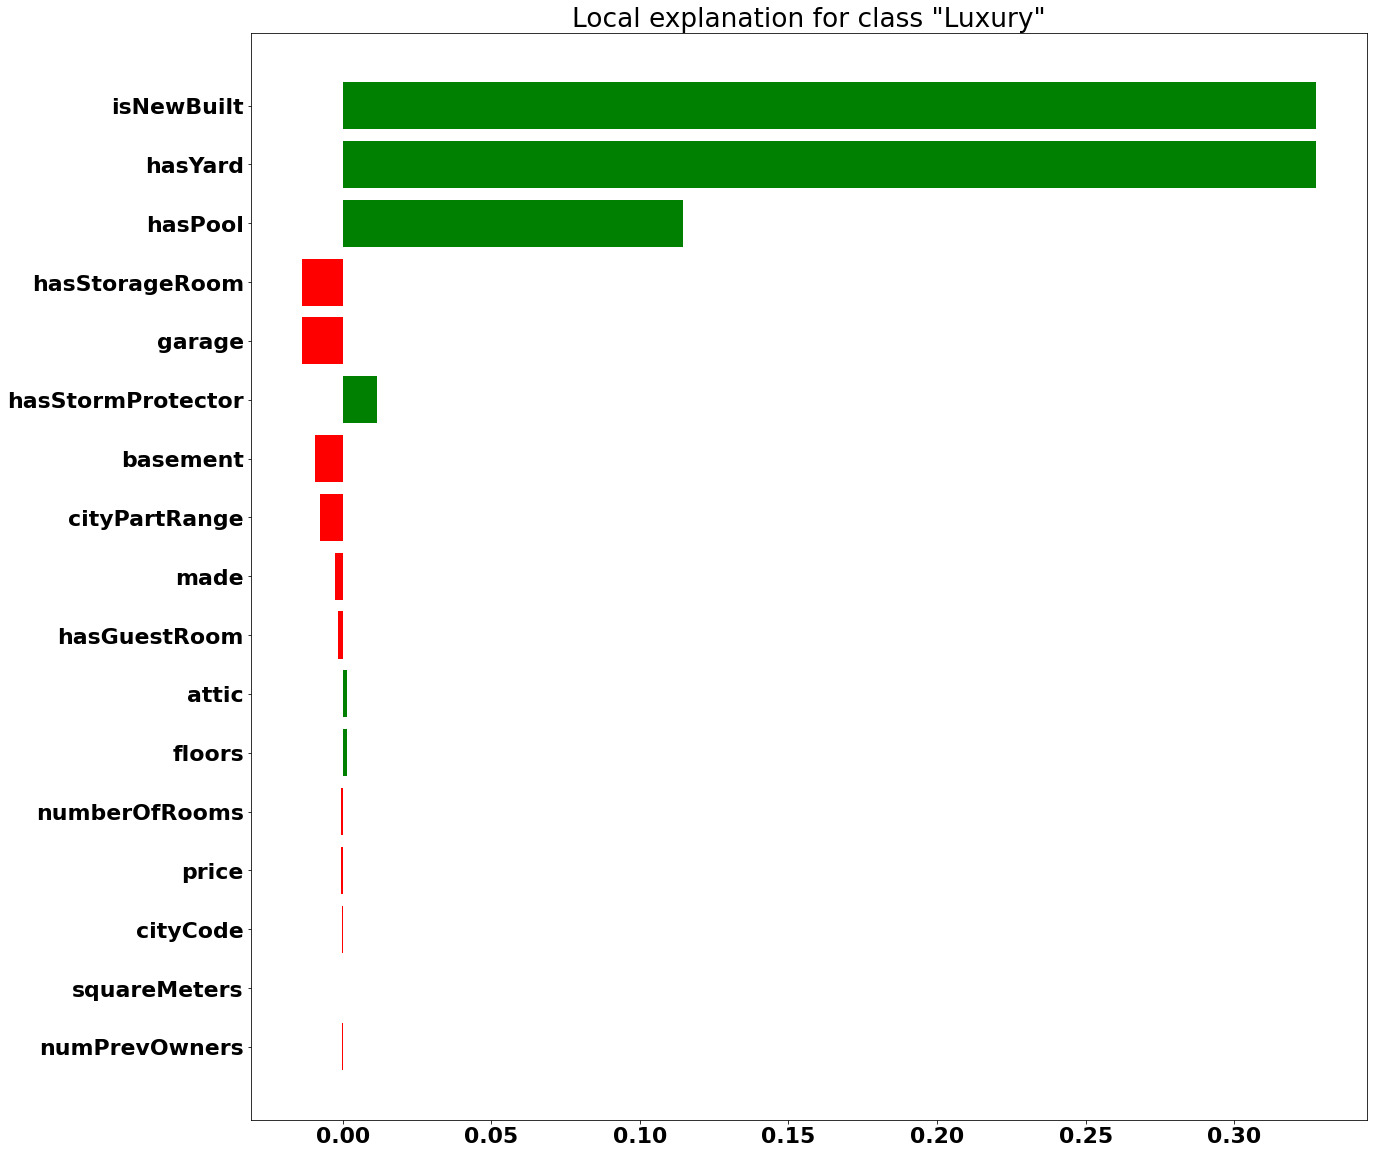 Local explanation for class "Luxury"
isNewBuilt
hasYard
hasPool
hasStorageRoom
garage
hasStormProtector
basement
cityPartRange
made
hasGuestRoom
attic
floors
numberOfRooms
price
cityCode
squareMeters
numPrevOwners
0.00 0.05 0.10 0.15 0.20 0.25 0.30